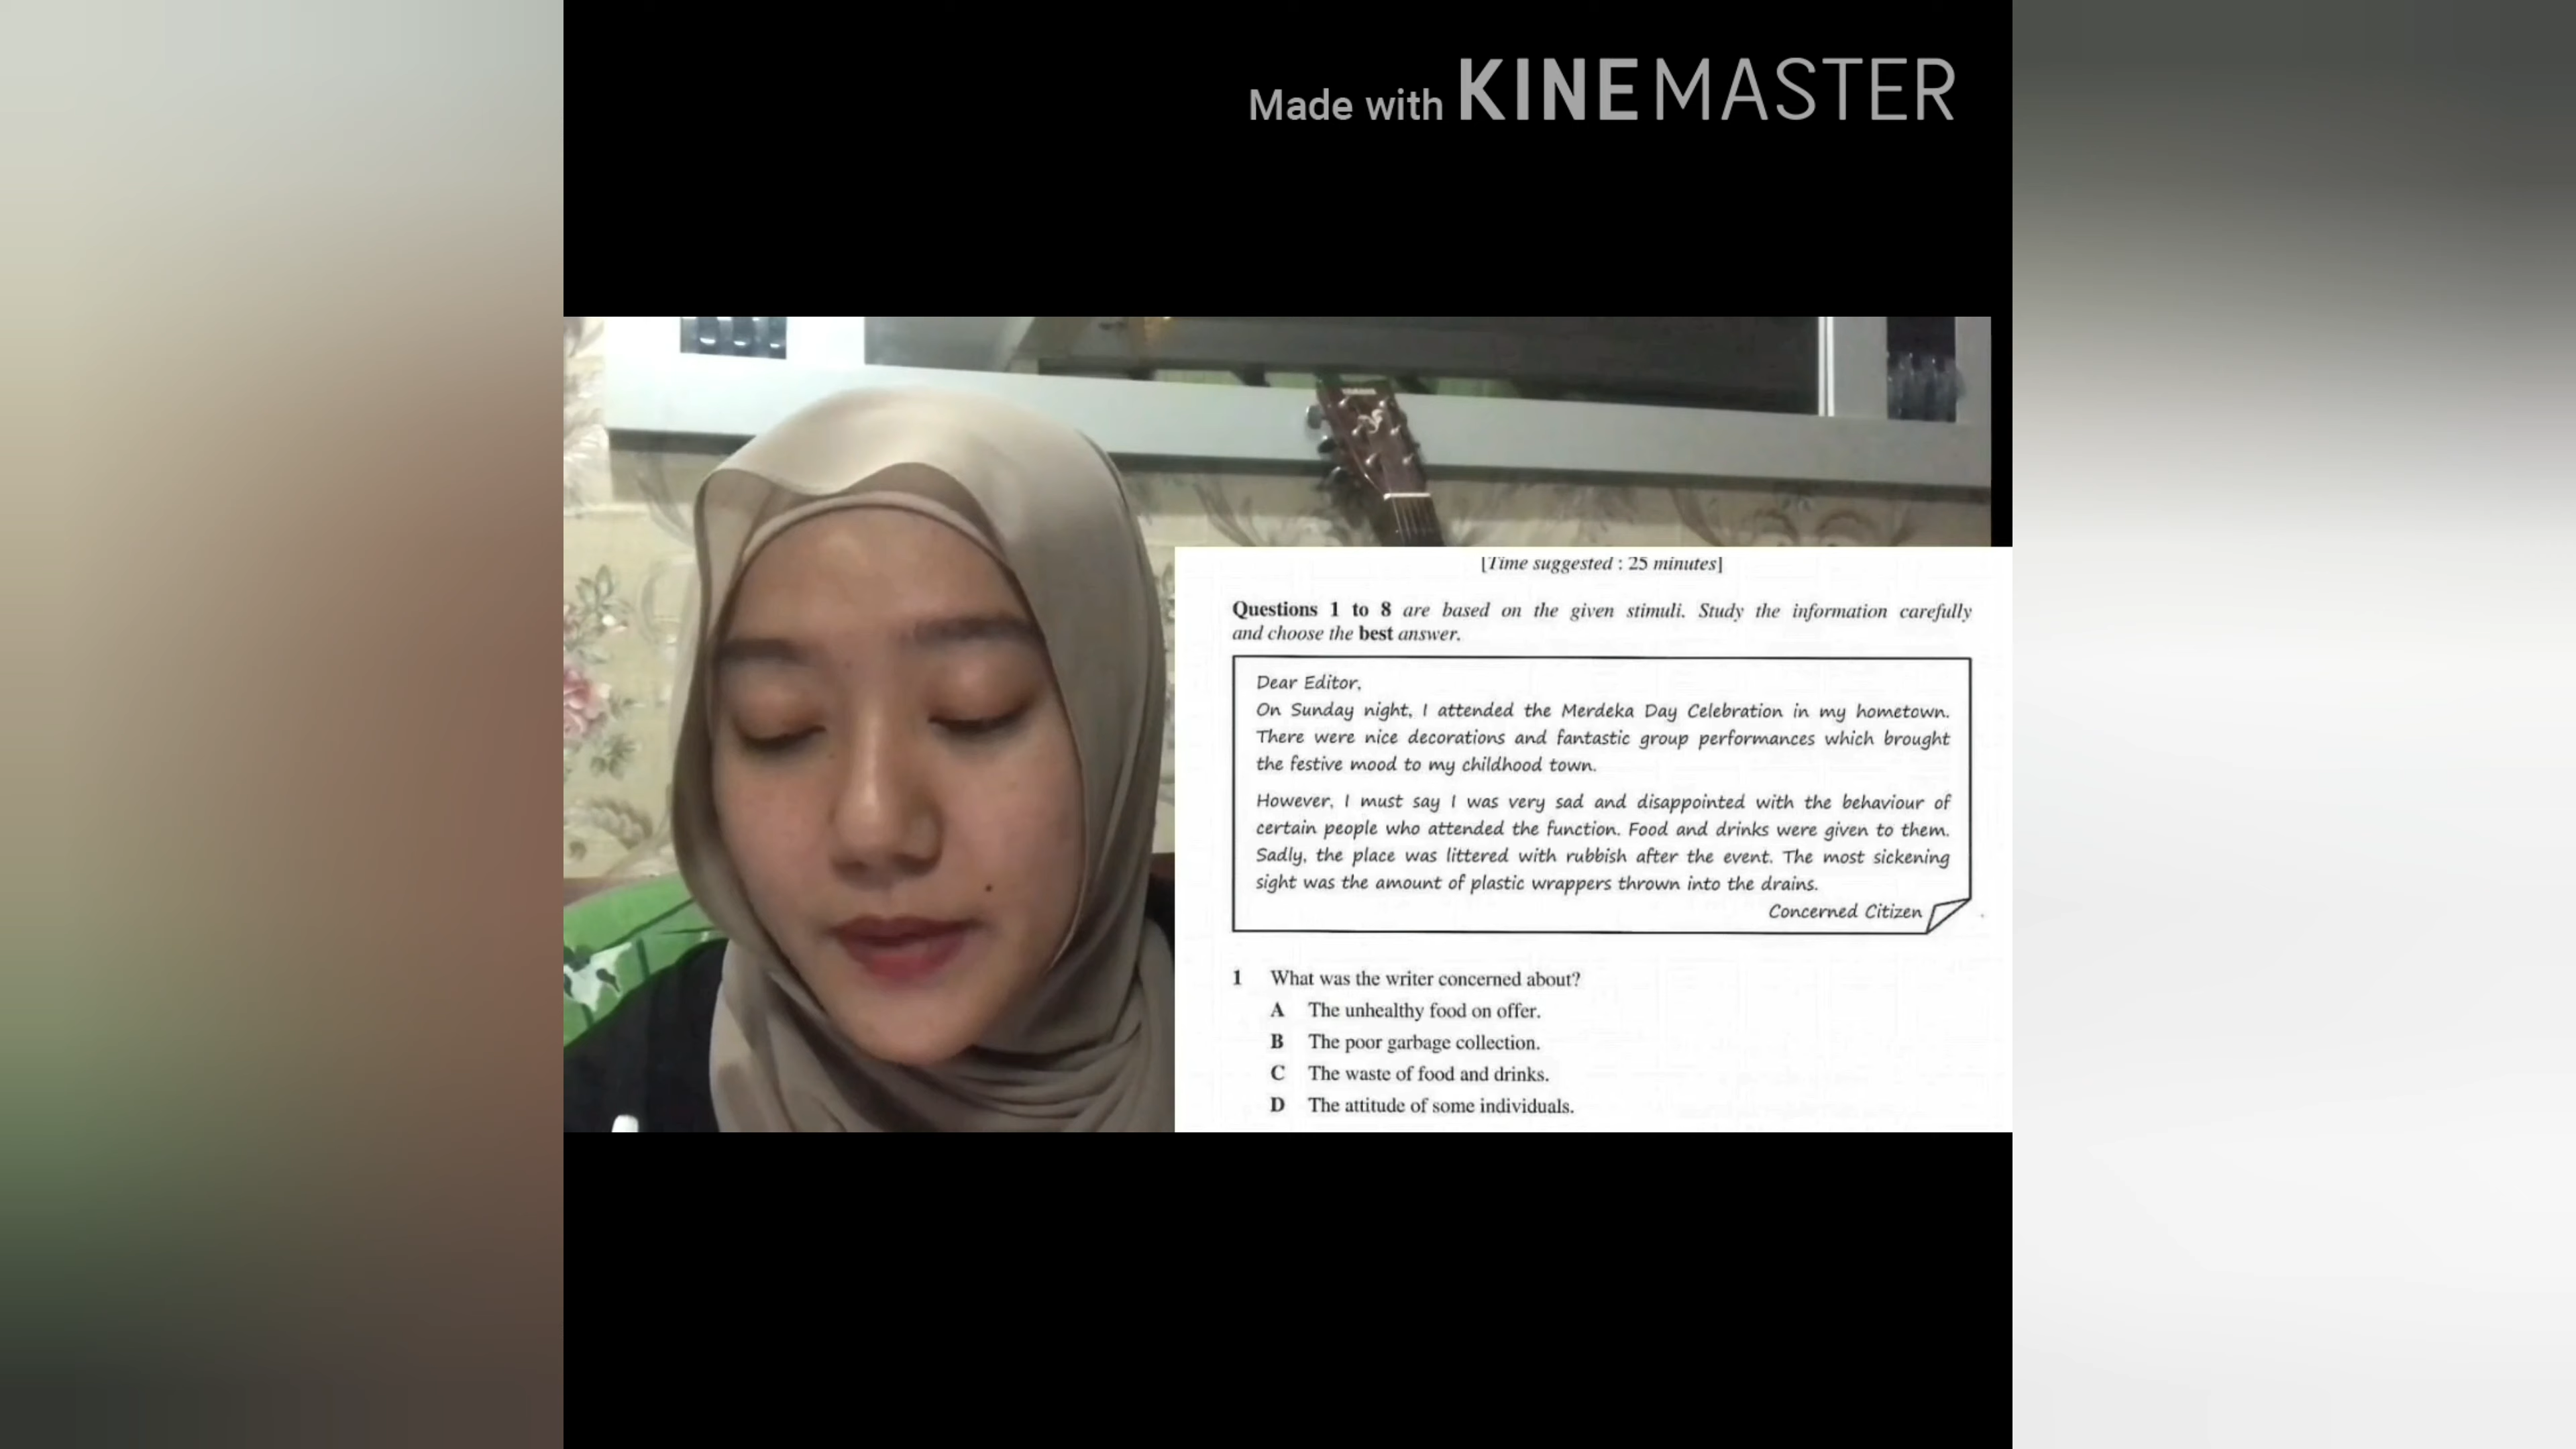 Made with KINEMASTER
[Time suggested : 25 minutes]
Questions 1 to 8 are based on the given stimuli. Study the information carefully
and choose the best answer.
Dear Editor,
On Sunday night, I attended the Merdeka Day Celebration in my hometown.
There were nice decorations and fantastic group performances which brought
the festive mood to my childhood town.
However, I must say I was very sad and disappointed with the behaviour of
certain people who attended the function. Food and drinks were given to them.
Sadly, the place was littered with rubbish after the event. The most sickening
sight was the amount of plastic wrappers thrown into the drains.
Concerned Citizen
1 What was the writer concerned about?
A The unhealthy food on offer.
B The poor garbage collection.
C The waste of food and drinks.
D The attitude of some individuals.